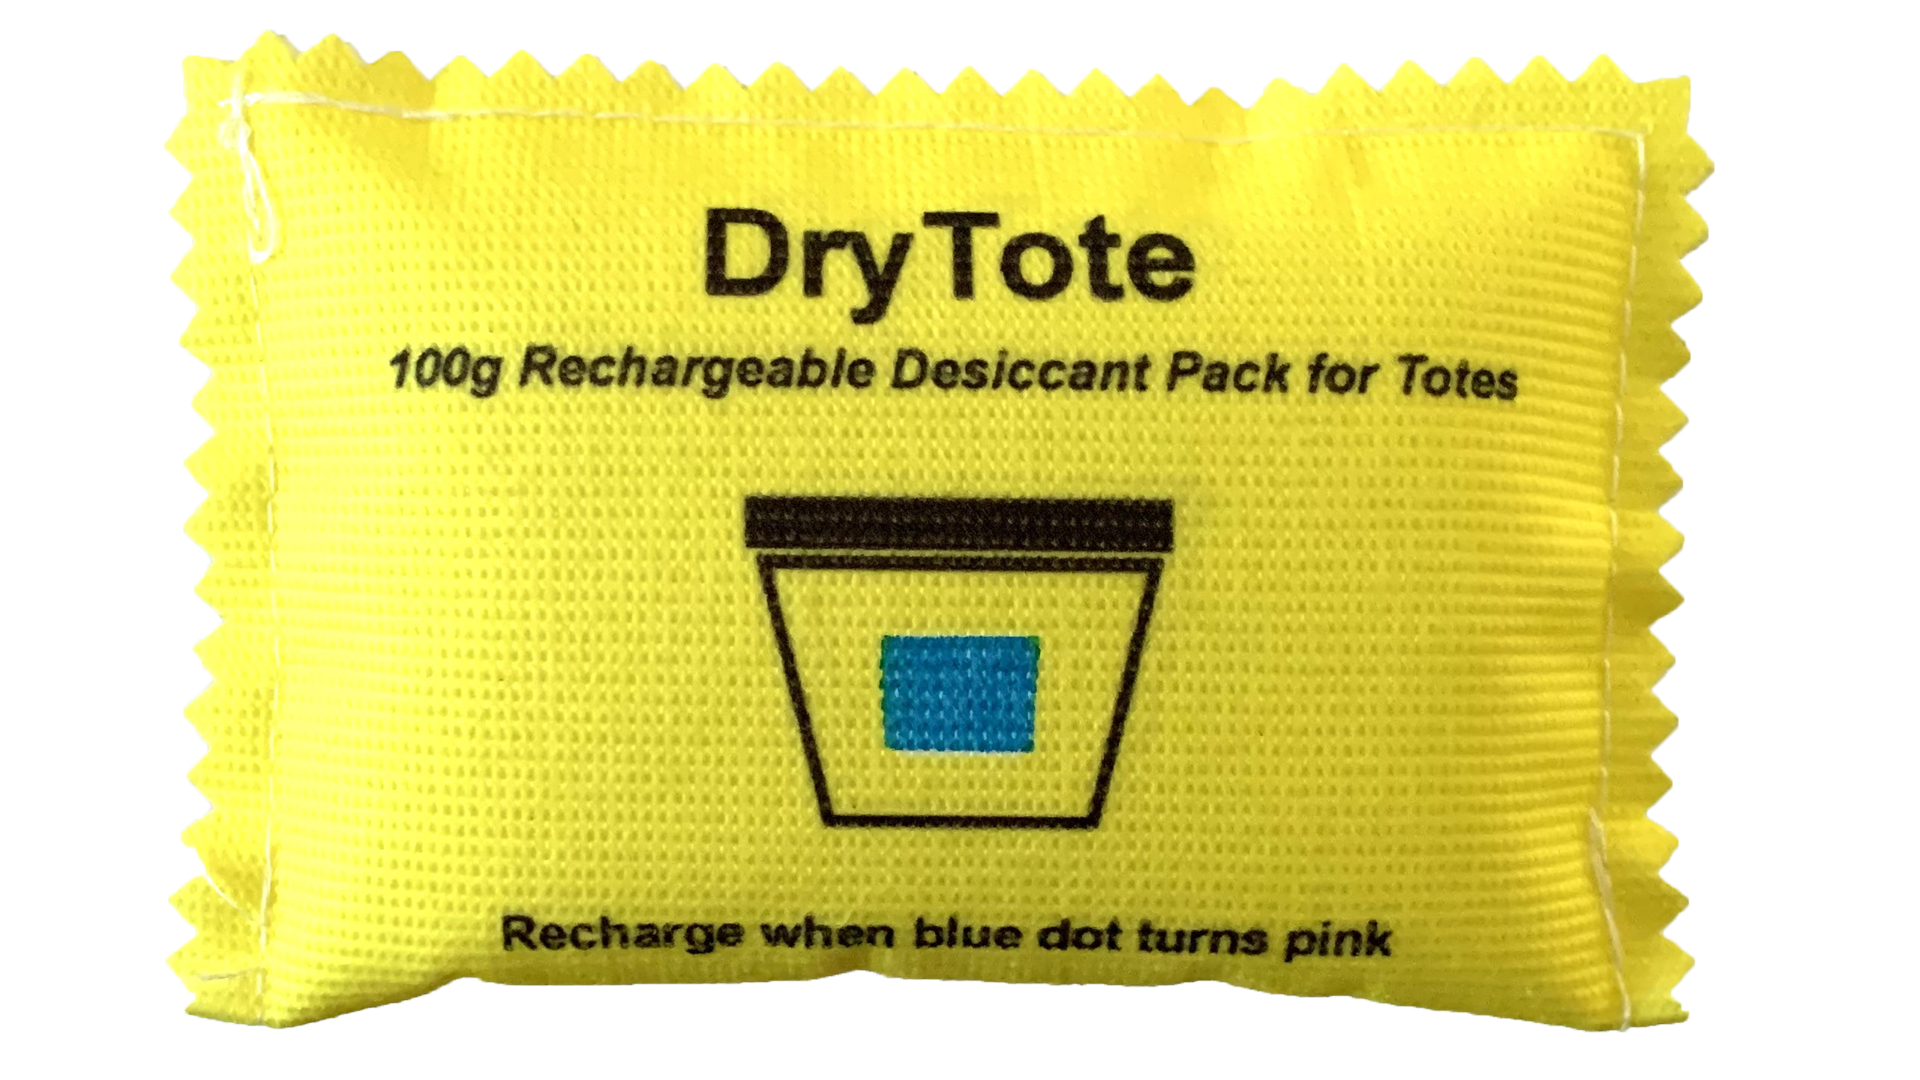 DryTote
100g Rechargeable Desiccant Pack for Totes
Recharge when blue dot turns pink